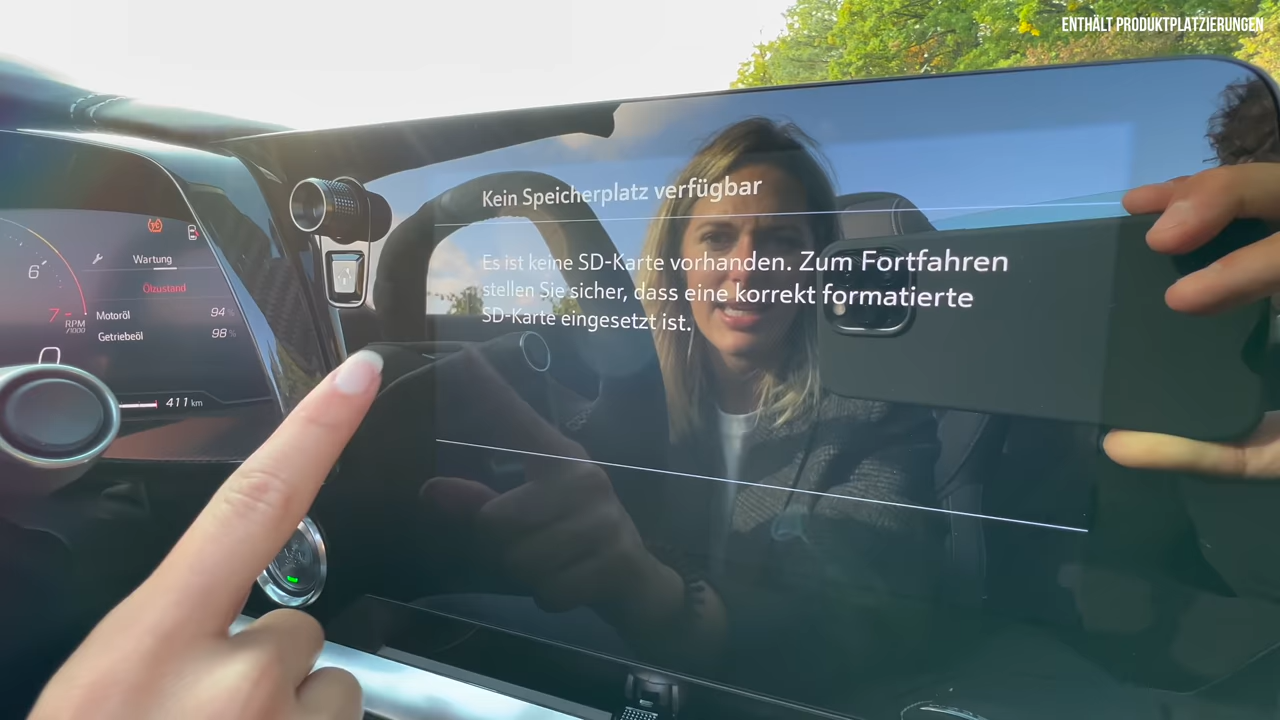 ENTHÄLT PRODUKTPLATZIERUNGEN
Kein Speicherplatz verfügbar
Es ist keine SD-Karte vorhanden. Zum Fortfahren
stellen Sie sicher, dass eine korrekt formatierte
SD-Karte eingesetzt ist.
Wartung
Ölzustand
Motoröl 94 %
Getriebeöl 98 %
6
7
RPM
x1000
411 km